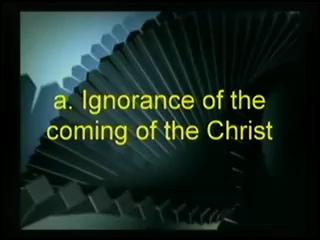 a. Ignorance of the
coming of the Christ